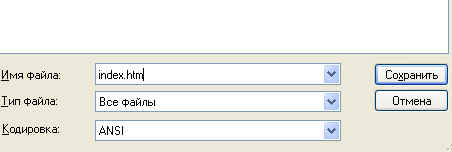 Имя файла: index.htm Сохранить
Тип файла: Все файлы Отмена
Кодировка: ANSI